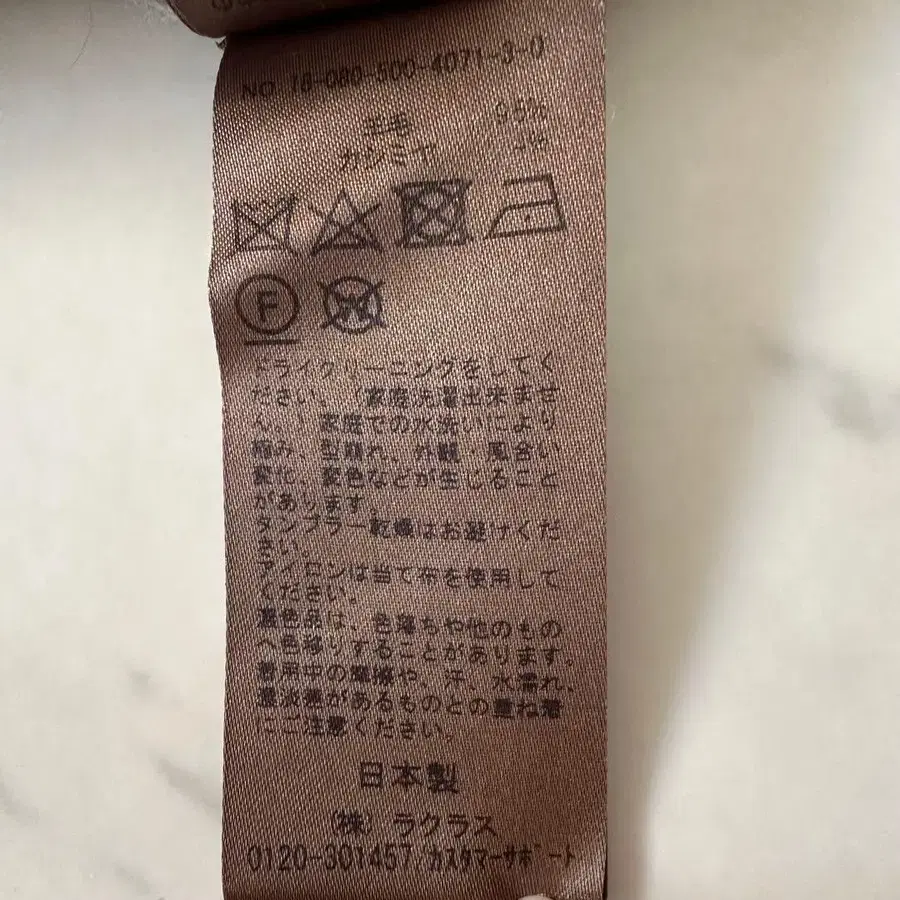 NO. 18-080-500-4071-3-0
羊毛 95%
カシミヤ
F
W
ドライクリーニングをしてく
ださい。（家庭洗濯出来ませ
ん。）家庭での水洗いにより
縮み、型崩れ、外観・風合い
変化、変色などが生じること
があります。
タンブラー乾燥はお避けくだ
さい。
アイロンは当て布を使用して
ください。
濃色品は、色落ちや他のもの
へ色移りすることがあります。
着用中の摩擦や、汗、水濡れ、
濃淡差があるものとの重ね着
にご注意ください。
日本製
（株）ラクラス
0120-301457 カスタマーサポート